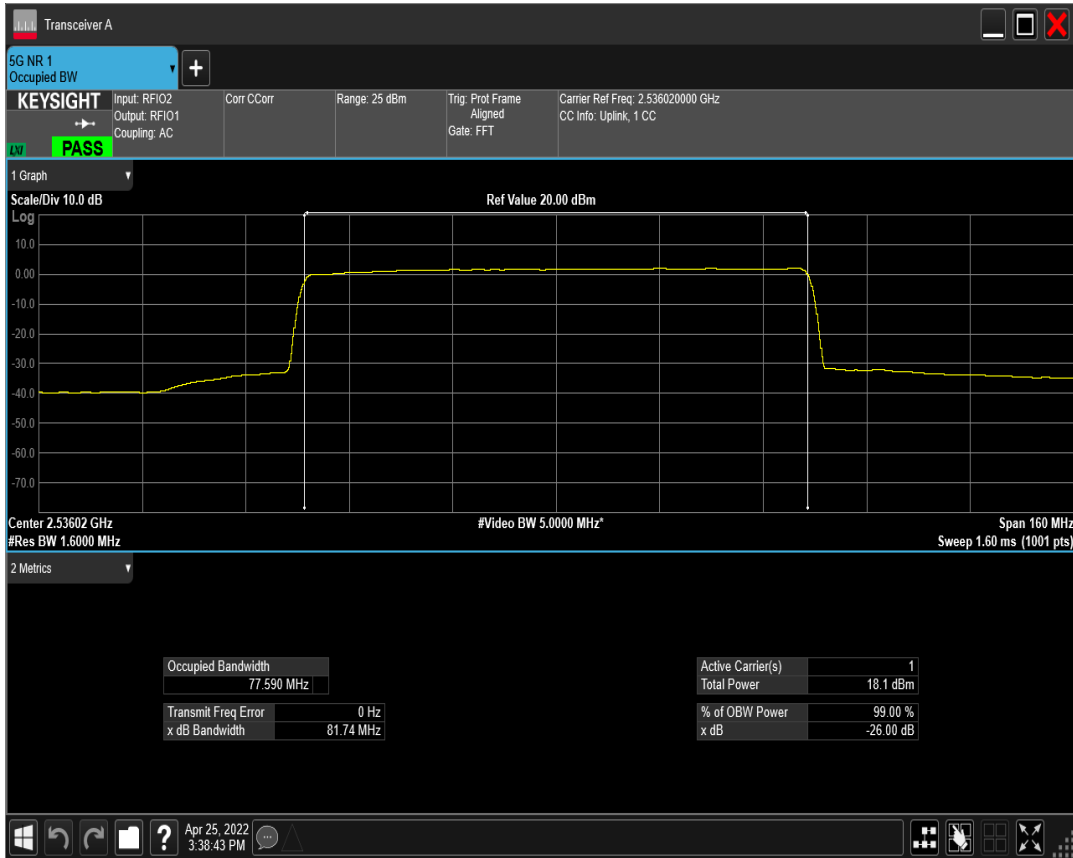 Transceiver A
5G NR 1
Occupied BW
KEYSIGHT
LXI
PASS
Input: RFIO2
Output: RFIO1
Coupling: AC
Corr CCorr
Range: 25 dBm
Trig: Prot Frame
Aligned
Gate: FFT
Carrier Ref Freq: 2.536020000 GHz
CC Info: Uplink, 1 CC
1 Graph
Scale/Div 10.0 dB
Ref Value 20.00 dBm
Log
10.0
0.00
-10.0
-20.0
-30.0
-40.0
-50.0
-60.0
-70.0
Center 2.53602 GHz
#Video BW 5.0000 MHz*
Span 160 MHz
#Res BW 1.6000 MHz
Sweep 1.60 ms (1001 pts)
2 Metrics
Occupied Bandwidth
77.590 MHz
Transmit Freq Error 0 Hz
x dB Bandwidth 81.74 MHz
Active Carrier(s) 1
Total Power 18.1 dBm
% of OBW Power 99.00 %
x dB -26.00 dB
?
Apr 25, 2022
3:38:43 PM